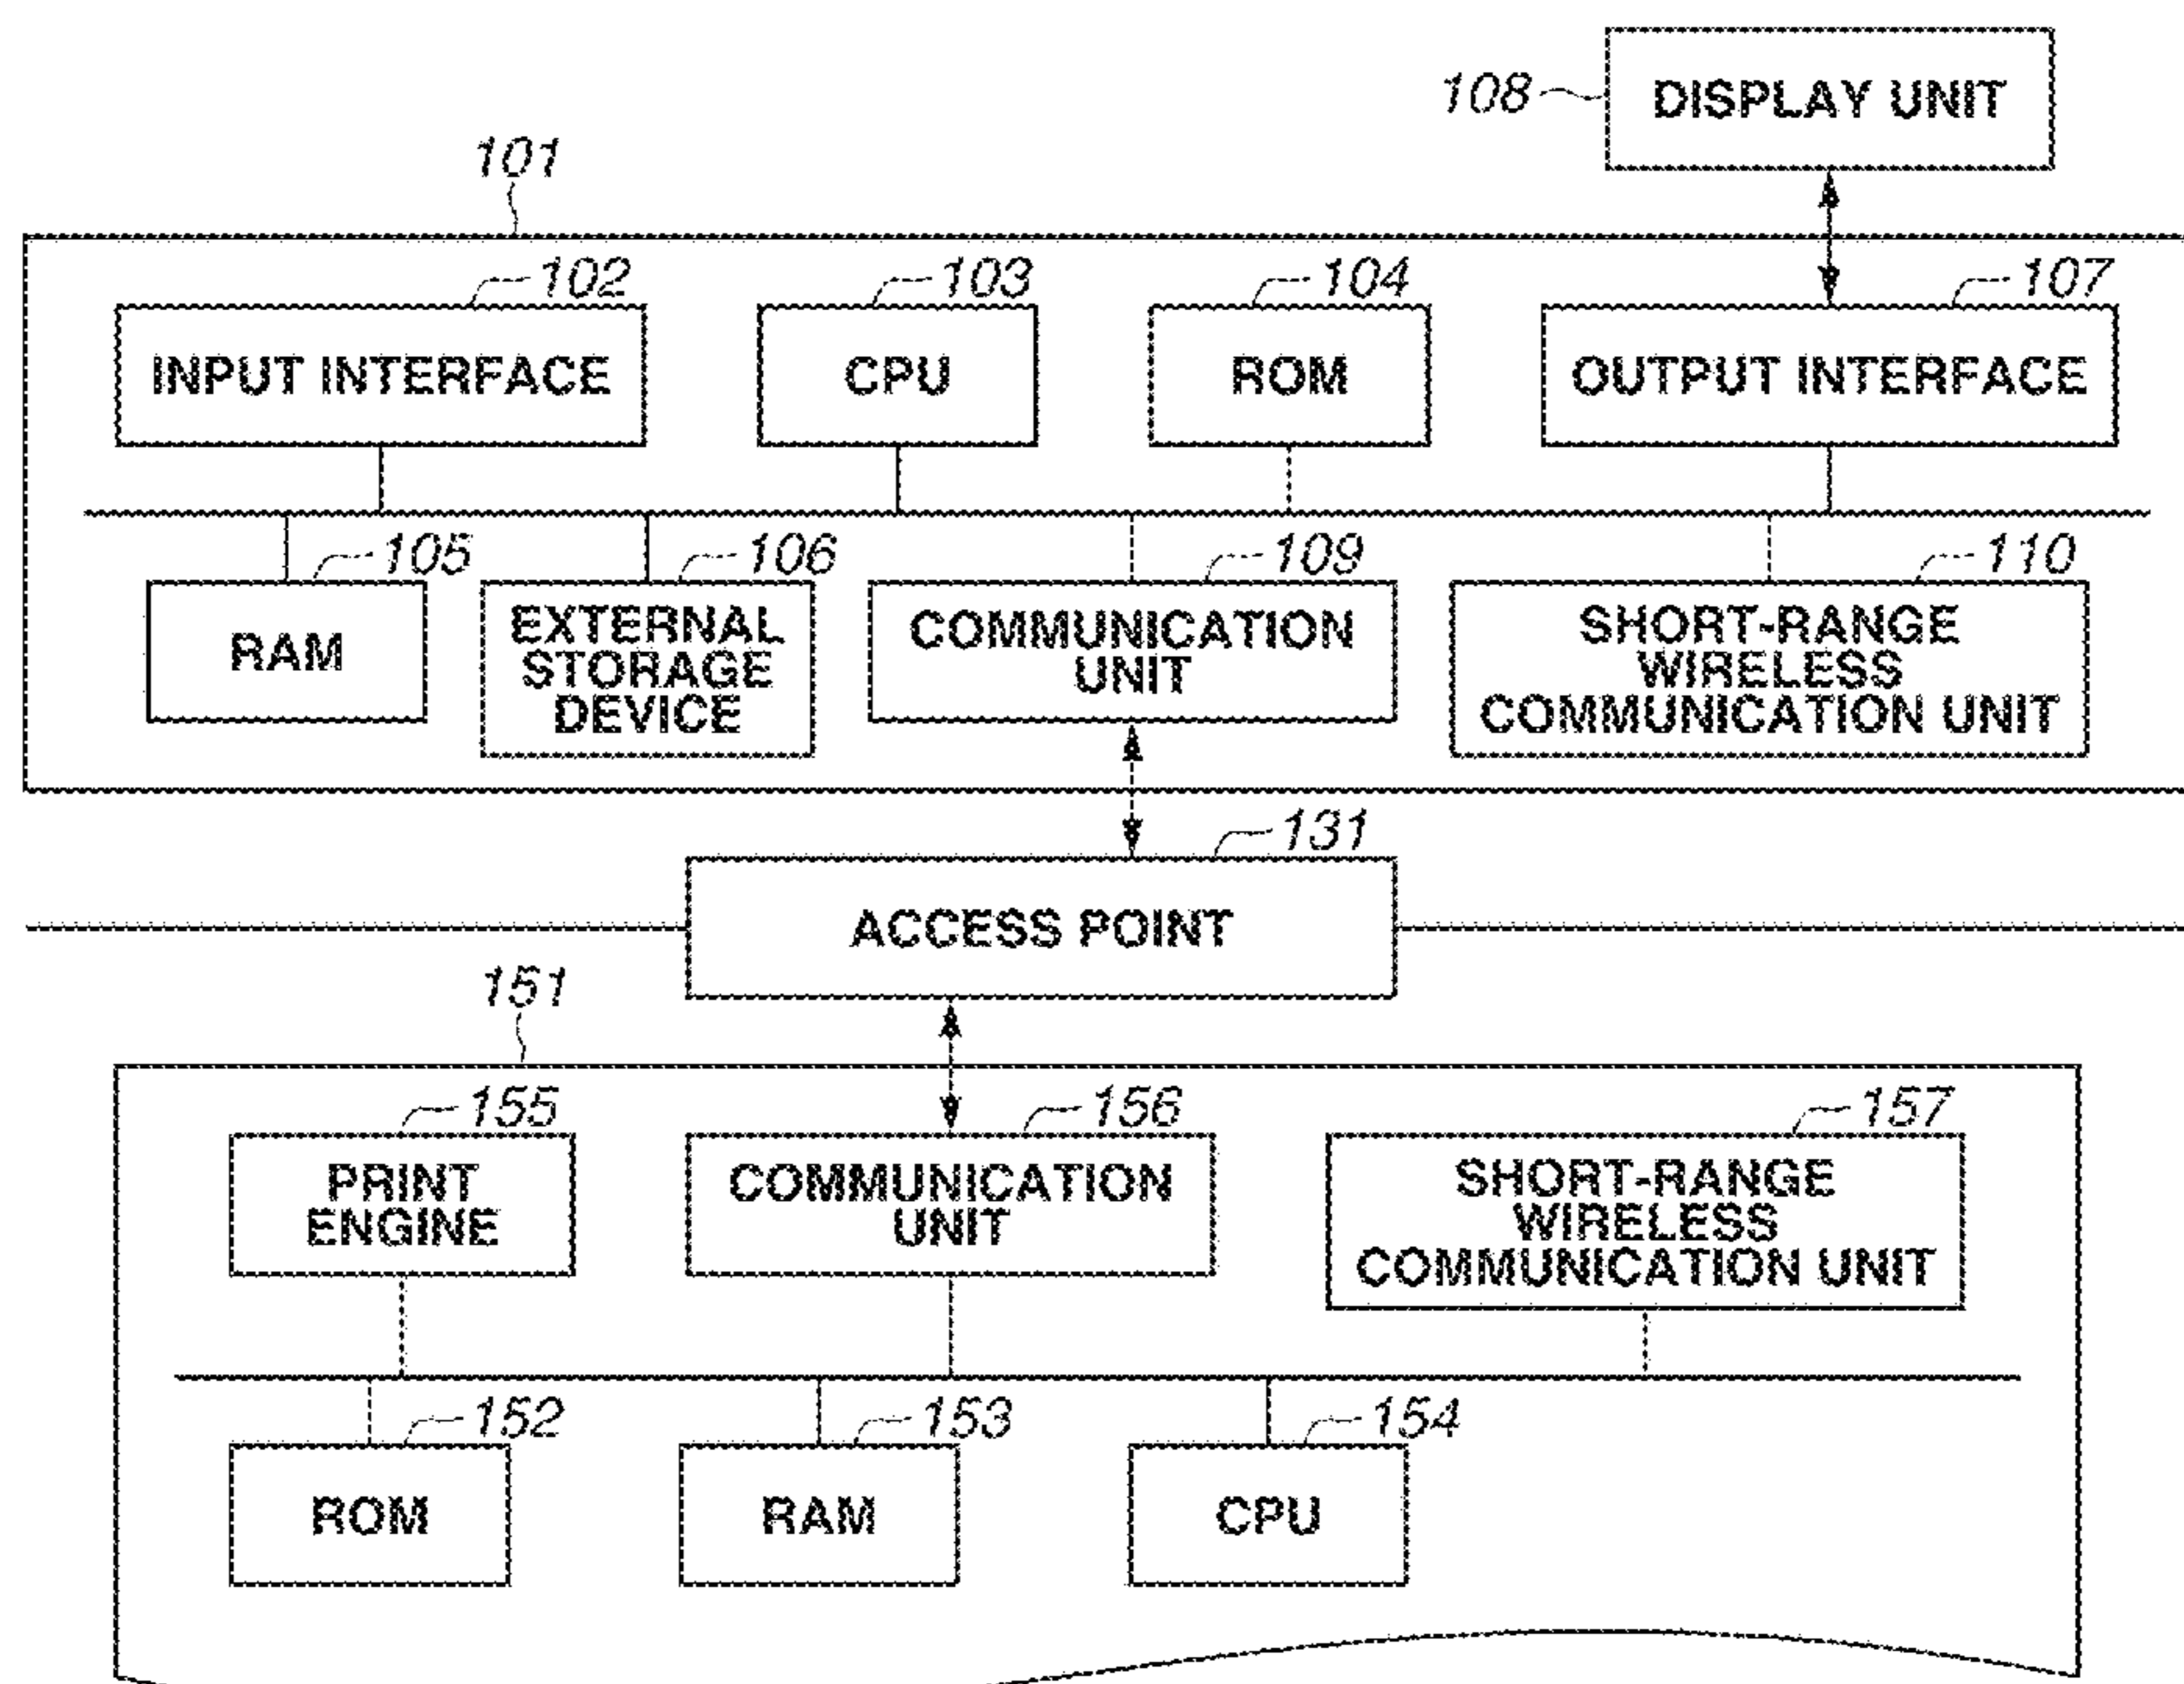 108
DISPLAY UNIT
101
102
103
104
107
INPUT INTERFACE
CPU
ROM
OUTPUT INTERFACE
105
106
109
110
RAM
EXTERNAL
STORAGE
DEVICE
COMMUNICATION
UNIT
SHORT-RANGE
WIRELESS
COMMUNICATION UNIT
131
ACCESS POINT
151
155
156
157
PRINT
ENGINE
COMMUNICATION
UNIT
SHORT-RANGE
WIRELESS
COMMUNICATION UNIT
152
153
154
ROM
RAM
CPU